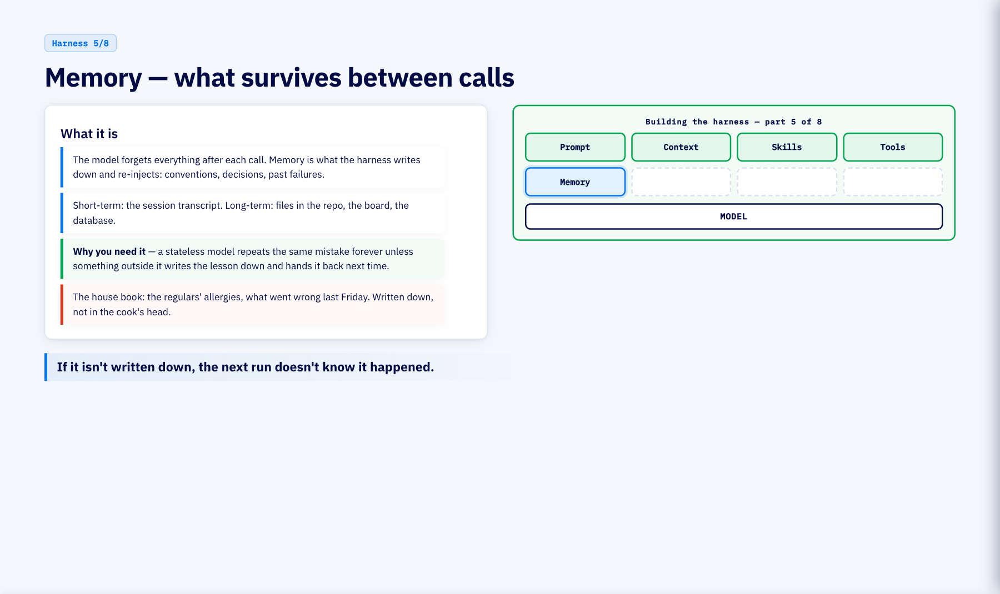 Harness 5/8
Memory — what survives between calls
What it is
The model forgets everything after each call. Memory is what the harness writes
down and re-injects: conventions, decisions, past failures.
Short-term: the session transcript. Long-term: files in the repo, the board, the
database.
Why you need it — a stateless model repeats the same mistake forever unless
something outside it writes the lesson down and hands it back next time.
The house book: the regulars' allergies, what went wrong last Friday. Written down,
not in the cook's head.
Building the harness — part 5 of 8
Prompt
Context
Skills
Tools
Memory
MODEL
If it isn't written down, the next run doesn't know it happened.